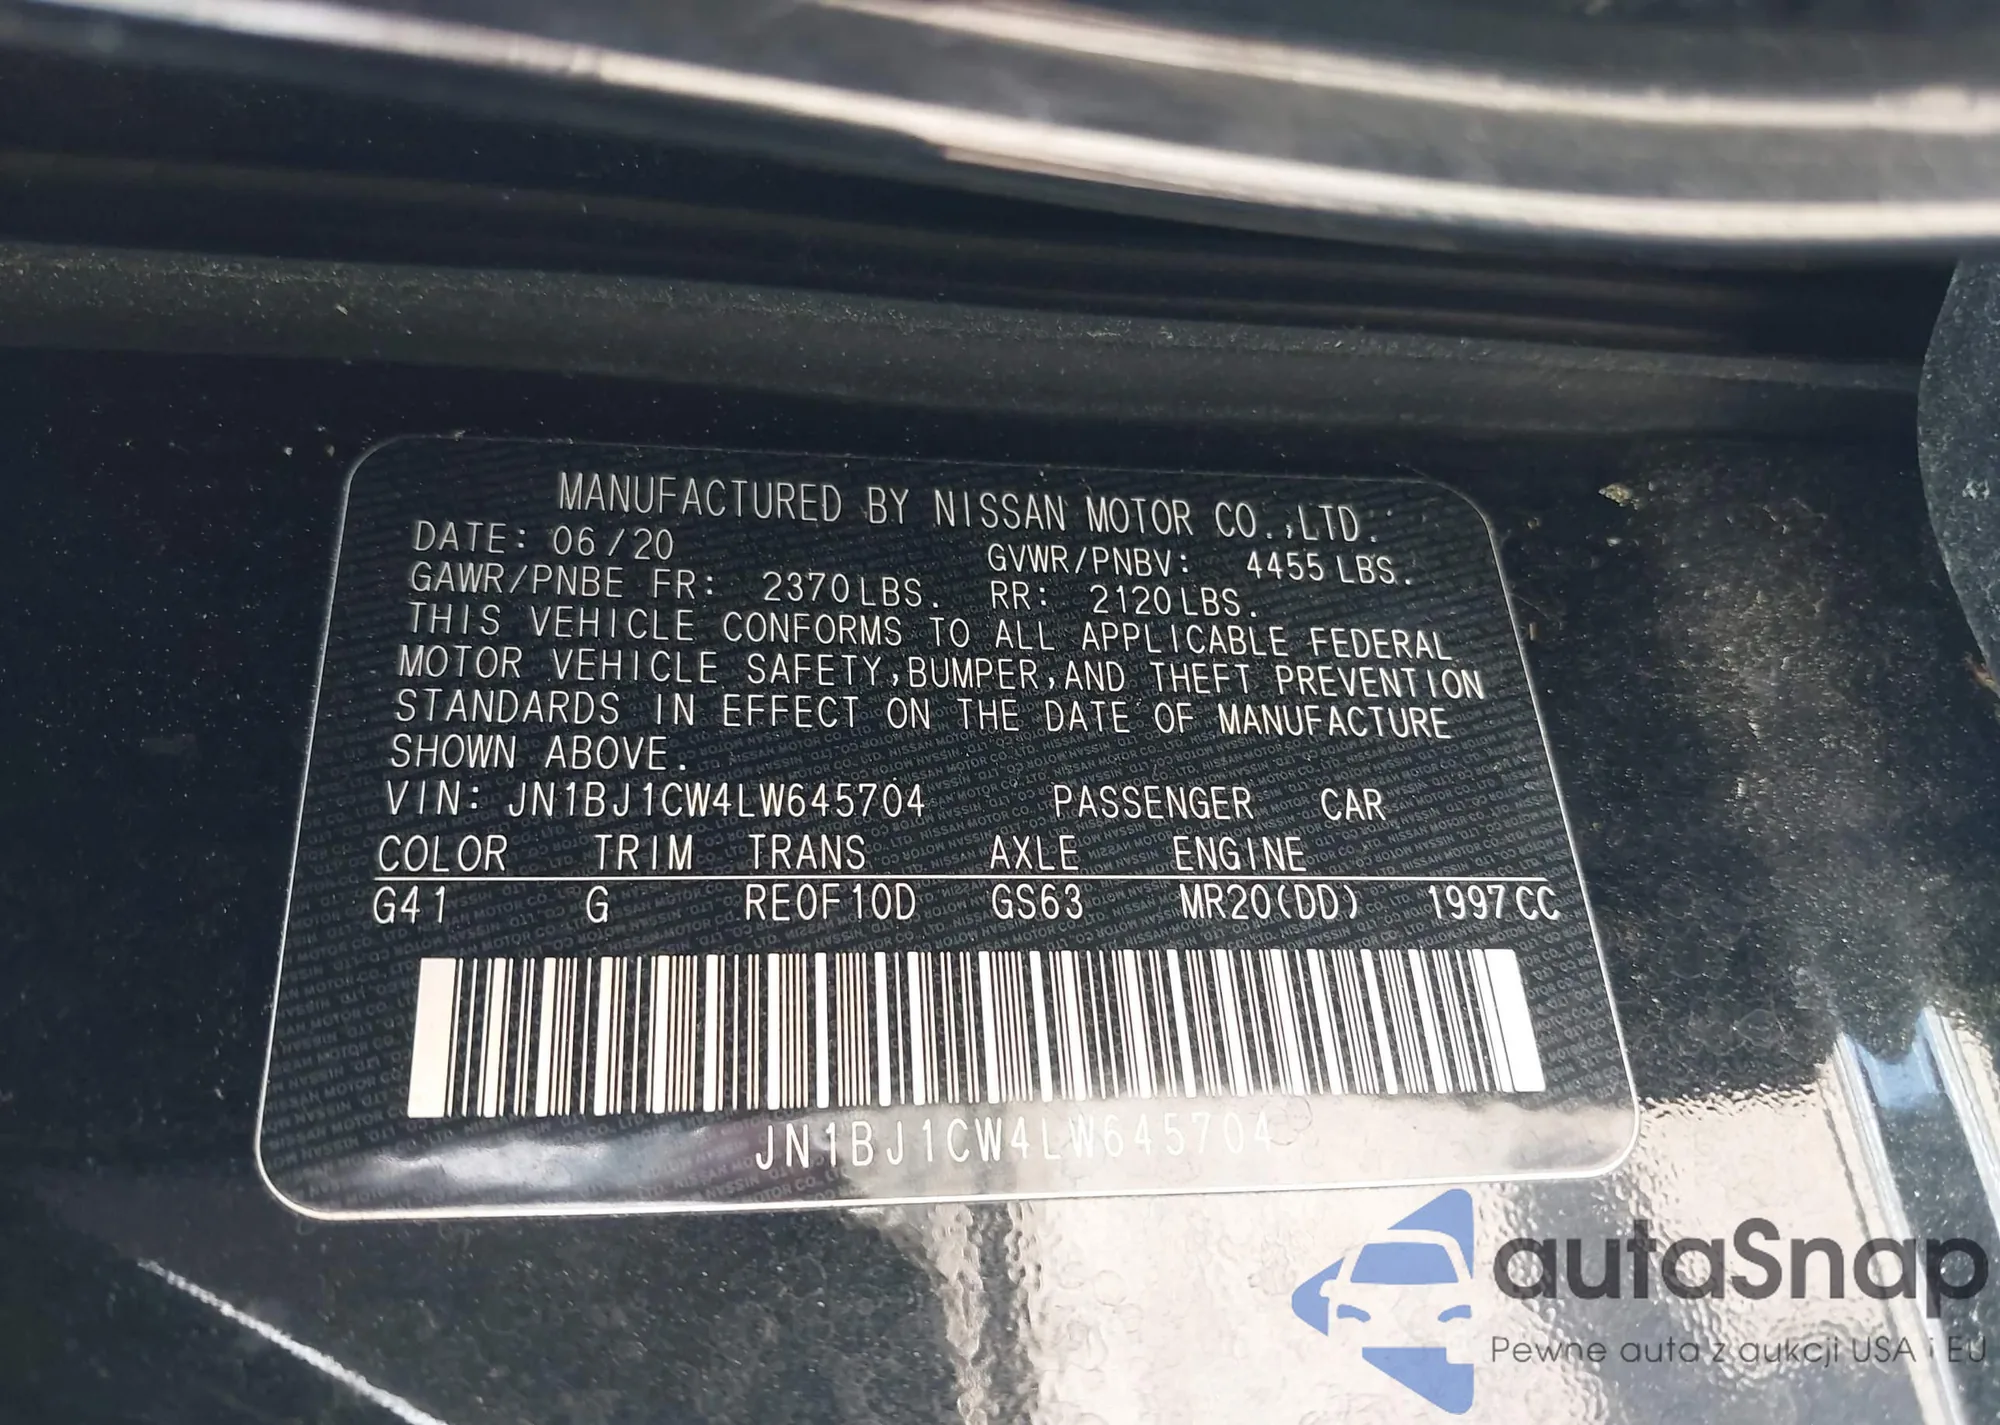 MANUFACTURED BY NISSAN MOTOR CO.,LTD.
DATE: 06/20
GVWR/PNBV: 4455 LBS.
GAWR/PNBE FR: 2370 LBS. RR: 2120 LBS.
THIS VEHICLE CONFORMS TO ALL APPLICABLE FEDERAL
MOTOR VEHICLE SAFETY,BUMPER,AND THEFT PREVENTION
STANDARDS IN EFFECT ON THE DATE OF MANUFACTURE
SHOWN ABOVE.
VIN: JN1BJ1CW4LW645704 PASSENGER CAR
COLOR TRIM TRANS AXLE ENGINE
G41 G RE0F10D GS63 MR20(DD) 1997CC
JN1BJ1CW4LW645704
autaSnap
Pewne auta z aukcji USA i EU